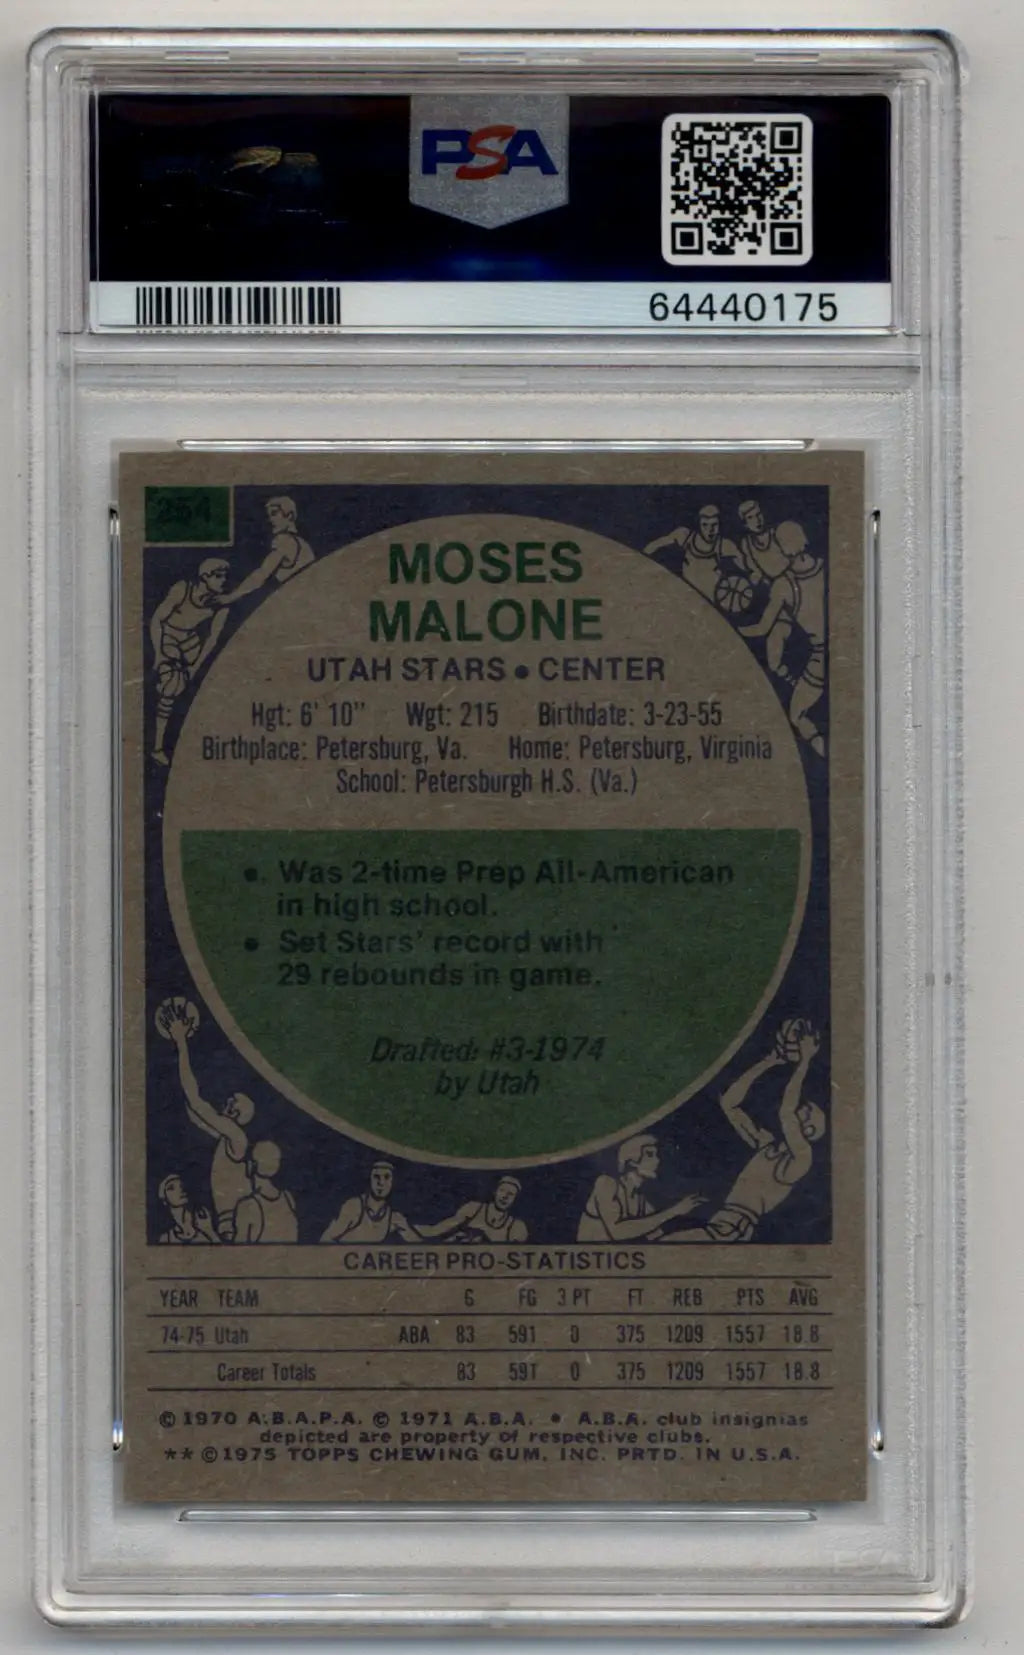 PSA
64440175
254
MOSES
MALONE
UTAH STARS • CENTER
Hgt: 6' 10" Wgt: 215 Birthdate: 3-23-55
Birthplace: Petersburg, Va. Home: Petersburg, Virginia
School: Petersburgh H.S. (Va.)
• Was 2-time Prep All-American
in high school.
• Set Stars' record with
29 rebounds in game.
Drafted: #3-1974
by Utah
CAREER PRO-STATISTICS
YEAR TEAM G FG 3 PT FT REB PTS AVG
74-75 Utah ABA 83 591 0 375 1209 1557 18.8
Career Totals 83 591 0 375 1209 1557 18.8
© 1970 A.B.A.P.A. © 1971 A.B.A. • A.B.A. club insignias
depicted are property of respective clubs.
** © 1975 TOPPS CHEWING GUM, INC. PRTD. IN U.S.A.
PSA